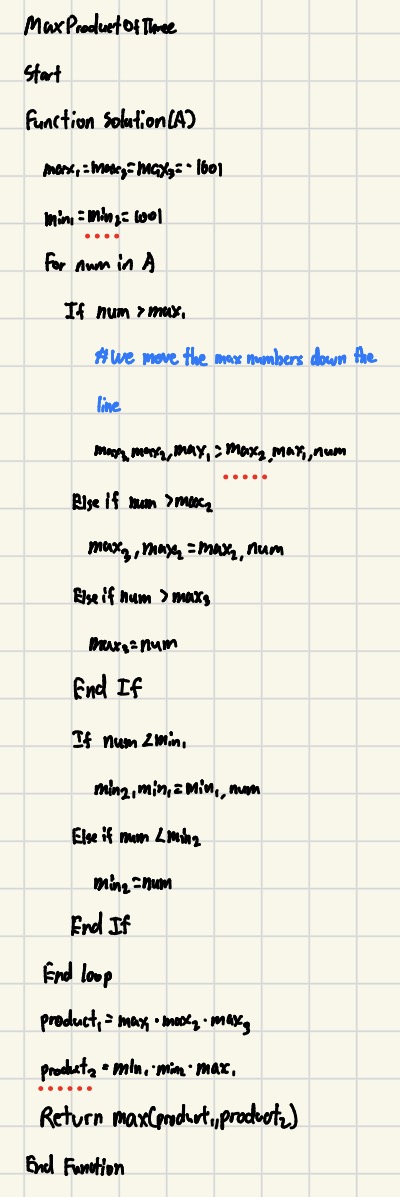 MaxProductOfThree
Start
Function Solution(A)
max₁=max₂=max₃=-1001
min₁=min₂=1001
For num in A
If num >max₁
#We move the max numbers down the
line
max₃,max₂,max₁=max₂,max₁,num
Else if num >max₂
max₃,max₂=max₂,num
Else if num >max₃
max₃=num
End If
If num <min₁
min₂,min₁=min₁,num
Else if num <min₂
min₂=num
End If
End loop
product₁=max₁·max₂·max₃
product₂=min₁·min₂·max₁
Return max(product₁,product₂)
End Function